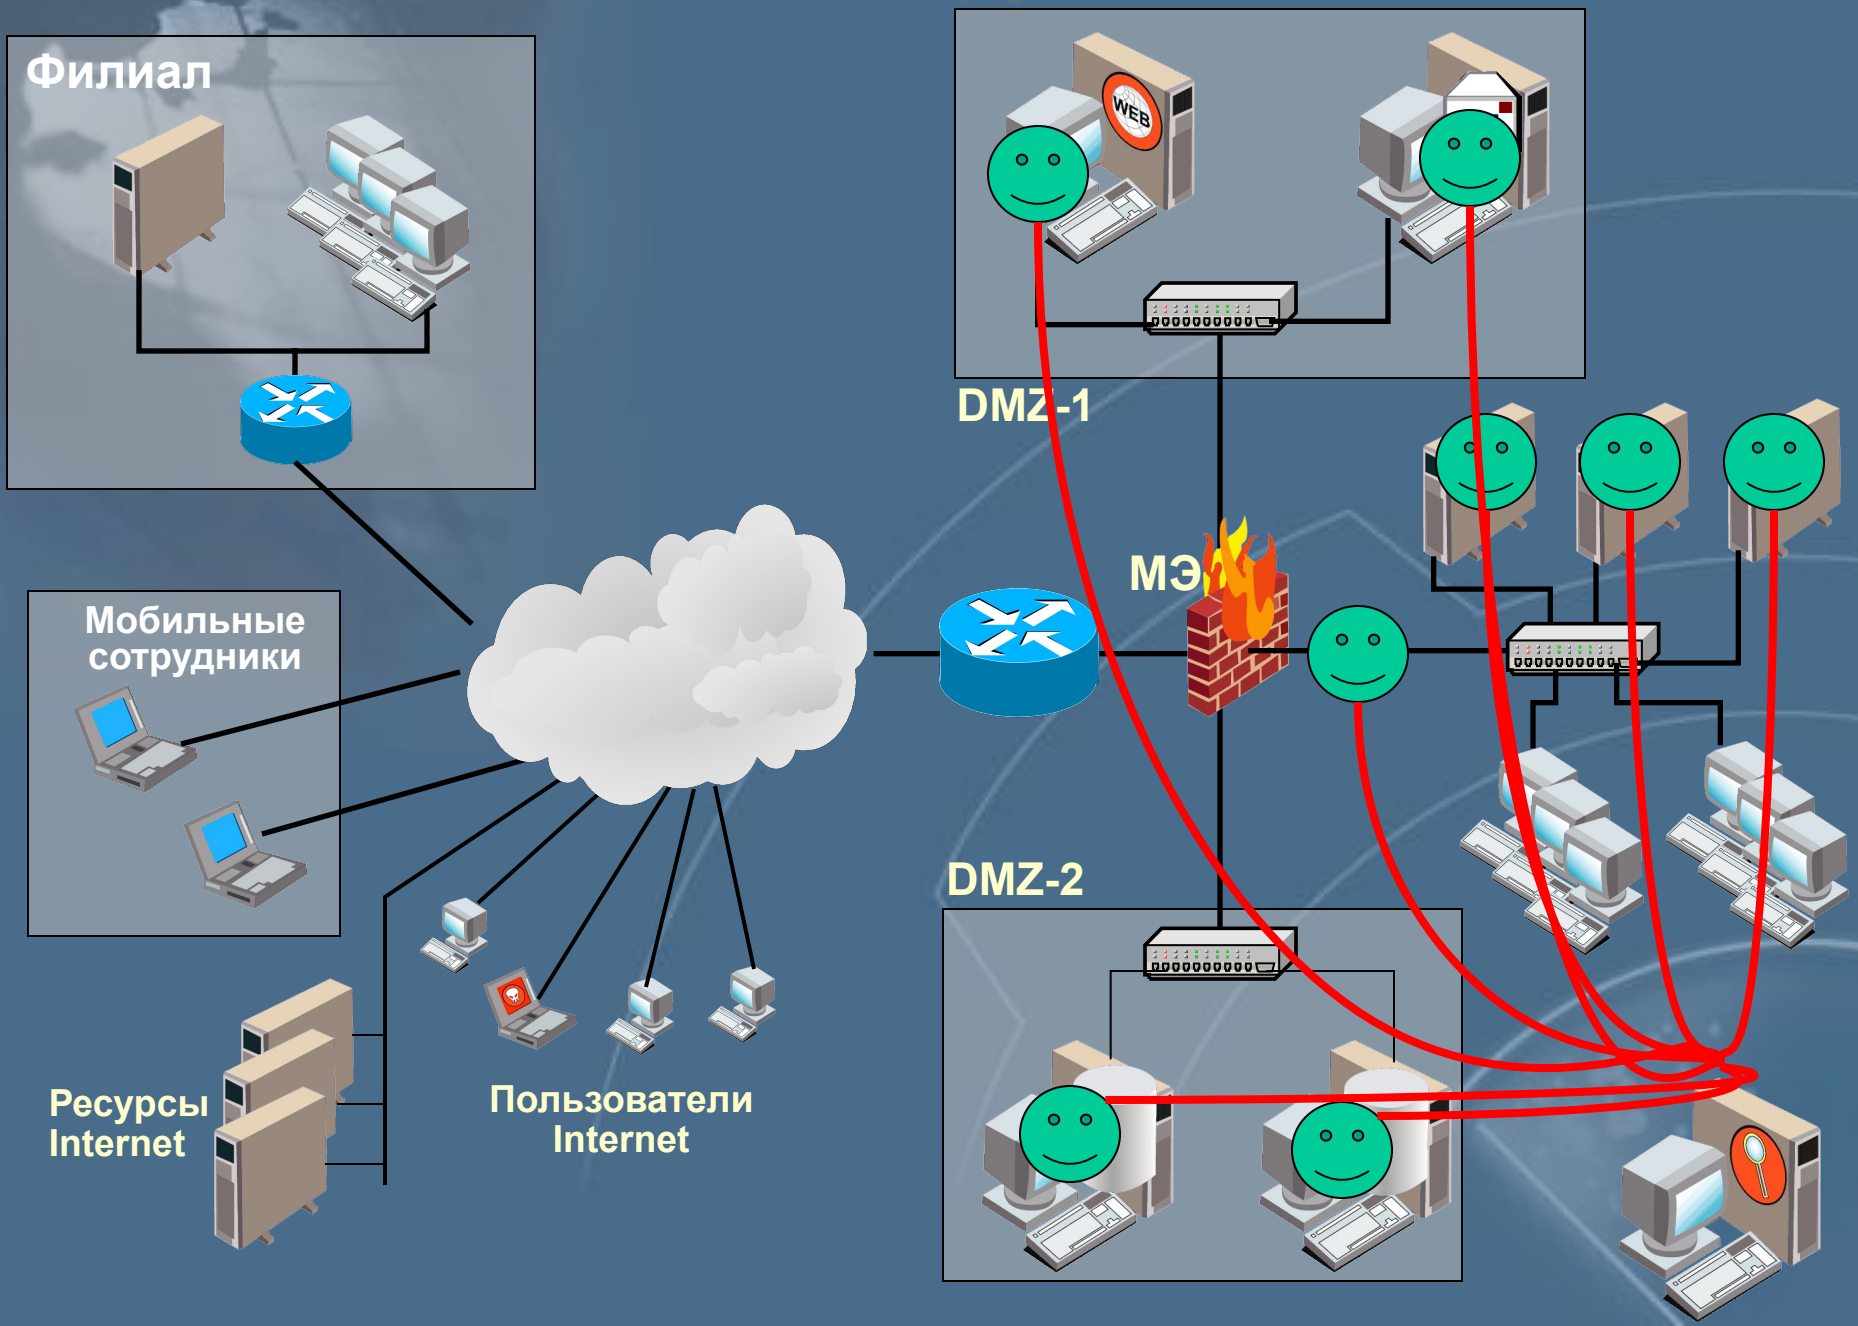 Филиал
WEB
DMZ-1
МЭ
Мобильные
сотрудники
DMZ-2
Ресурсы
Internet
Пользователи
Internet